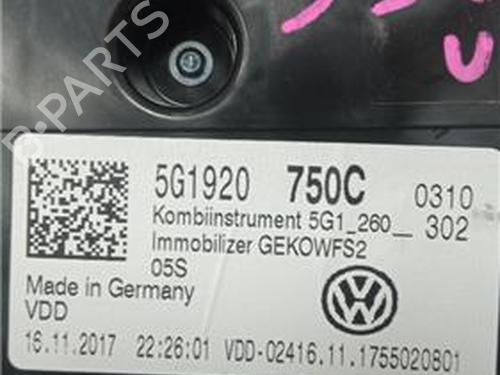 B-PARTS
5G1920 750C 0310
Kombiinstrument 5G1_260__ 302
Immobilizer GEKOWFS2
05S
Made in Germany
VDD
16.11.2017 22:26:01 VDD-02416.11.1755020801